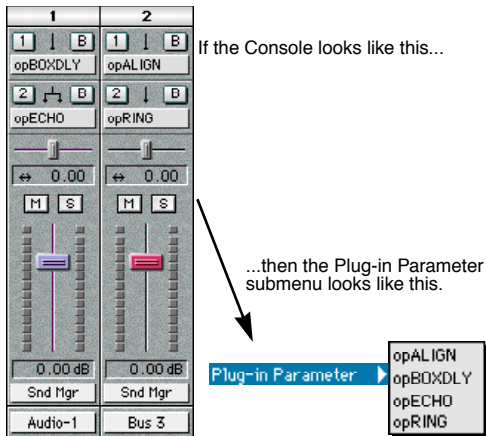 1 2
1 B 1 B
opBOXDLY opALIGN
If the Console looks like this...
2 B 2 B
opECHO opRING
0.00 0.00
M S M S
...then the Plug-in Parameter
submenu looks like this.
0.00 dB 0.00 dB
Snd Mgr Snd Mgr
Audio-1 Bus 3
Plug-in Parameter
opALIGN
opBOXDLY
opECHO
opRING